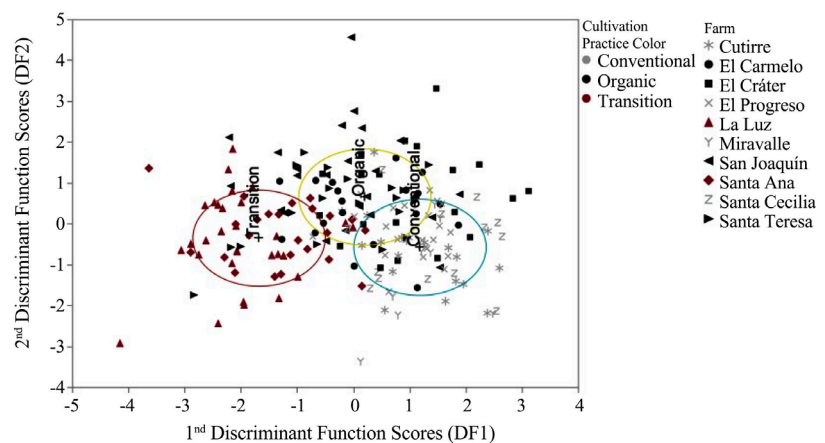 5
4
3
2
1
0
-1
-2
-3
-4
2nd Discriminant Function Scores (DF2)
-5
-4
-3
-2
-1
0
1
2
3
4
1nd Discriminant Function Scores (DF1)
Transition
Organic
Conventional
Cultivation
Practice Color
Conventional
Organic
Transition
Farm
Cutirre
El Carmelo
El Cráter
El Progreso
La Luz
Miravalle
San Joaquín
Santa Ana
Santa Cecilia
Santa Teresa